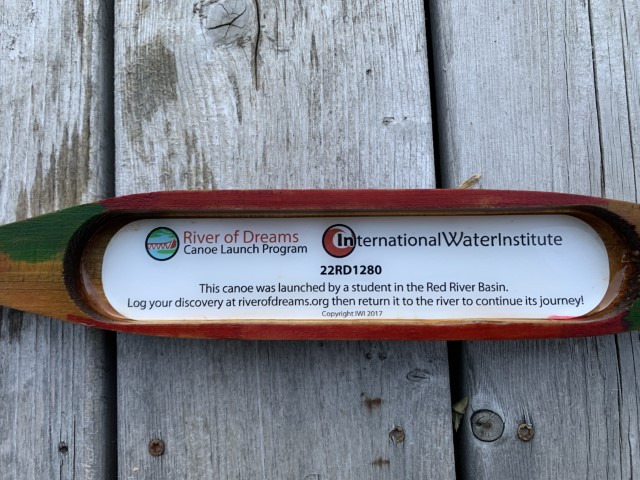 River of Dreams
Canoe Launch Program
InternationalWaterInstitute
22RD1280
This canoe was launched by a student in the Red River Basin.
Log your discovery at riverofdreams.org then return it to the river to continue its journey!
Copyright IWI 2017